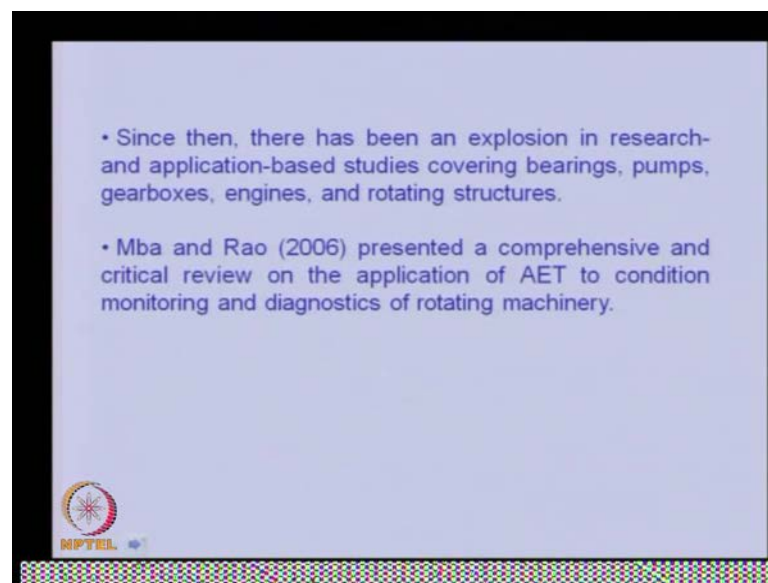 • Since then, there has been an explosion in research-
and application-based studies covering bearings, pumps,
gearboxes, engines, and rotating structures.
• Mba and Rao (2006) presented a comprehensive and
critical review on the application of AET to condition
monitoring and diagnostics of rotating machinery.
NPTEL